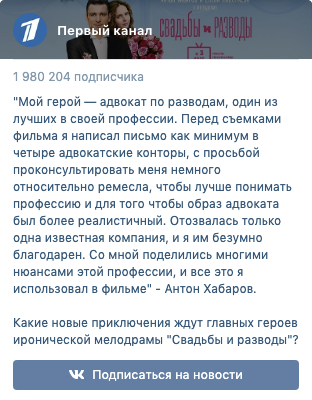 СВАДЬБЫ и РАЗВОДЫ
Первый канал
1 980 204 подписчика
"Мой герой — адвокат по разводам, один из
лучших в своей профессии. Перед съемками
фильма я написал письмо как минимум в
четыре адвокатские конторы, с просьбой
проконсультировать меня немного
относительно ремесла, чтобы лучше понимать
профессию и для того чтобы образ адвоката
был более реалистичный. Отозвалась только
одна известная компания, и я им безумно
благодарен. Со мной поделились многими
нюансами этой профессии, и все это я
использовал в фильме" - Антон Хабаров.
Какие новые приключения ждут главных героев
иронической мелодрамы "Свадьбы и разводы"?
Подписаться на новости